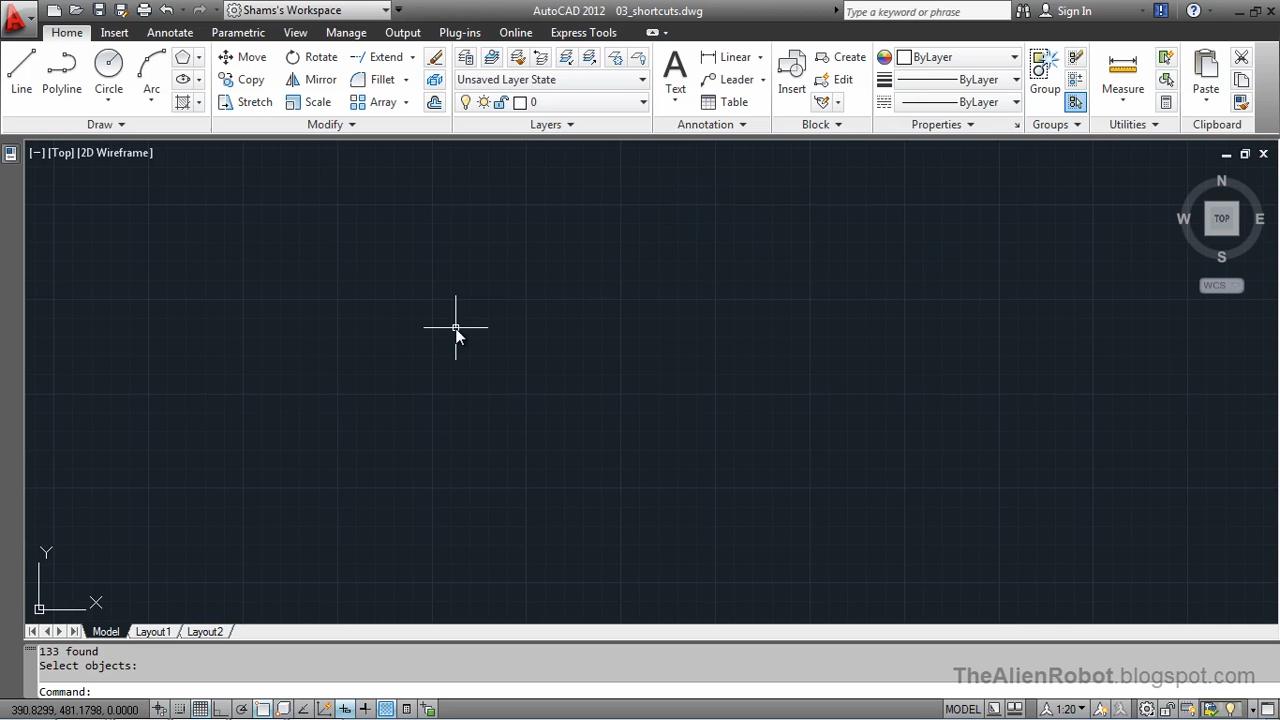 Shams's Workspace
AutoCAD 2012 03_shortcuts.dwg
Type a keyword or phrase
Sign In
Home Insert Annotate Parametric View Manage Output Plug-ins Online Express Tools
Line Polyline Circle Arc
Move Rotate Extend
Copy Mirror Fillet
Stretch Scale Array
Unsaved Layer State
0
Text
Linear
Leader
Table
Insert
Create
Edit
ByLayer
ByLayer
ByLayer
Group
Measure
Paste
Draw Modify Layers Annotation Block Properties Groups Utilities Clipboard
[−] [Top] [2D Wireframe]
N
W TOP E
S
WCS
Y
X
Model Layout1 Layout2
133 found
Select objects:
TheAlienRobot.blogspot.com
Command:
390.8299, 481.1798, 0.0000
MODEL
1:20